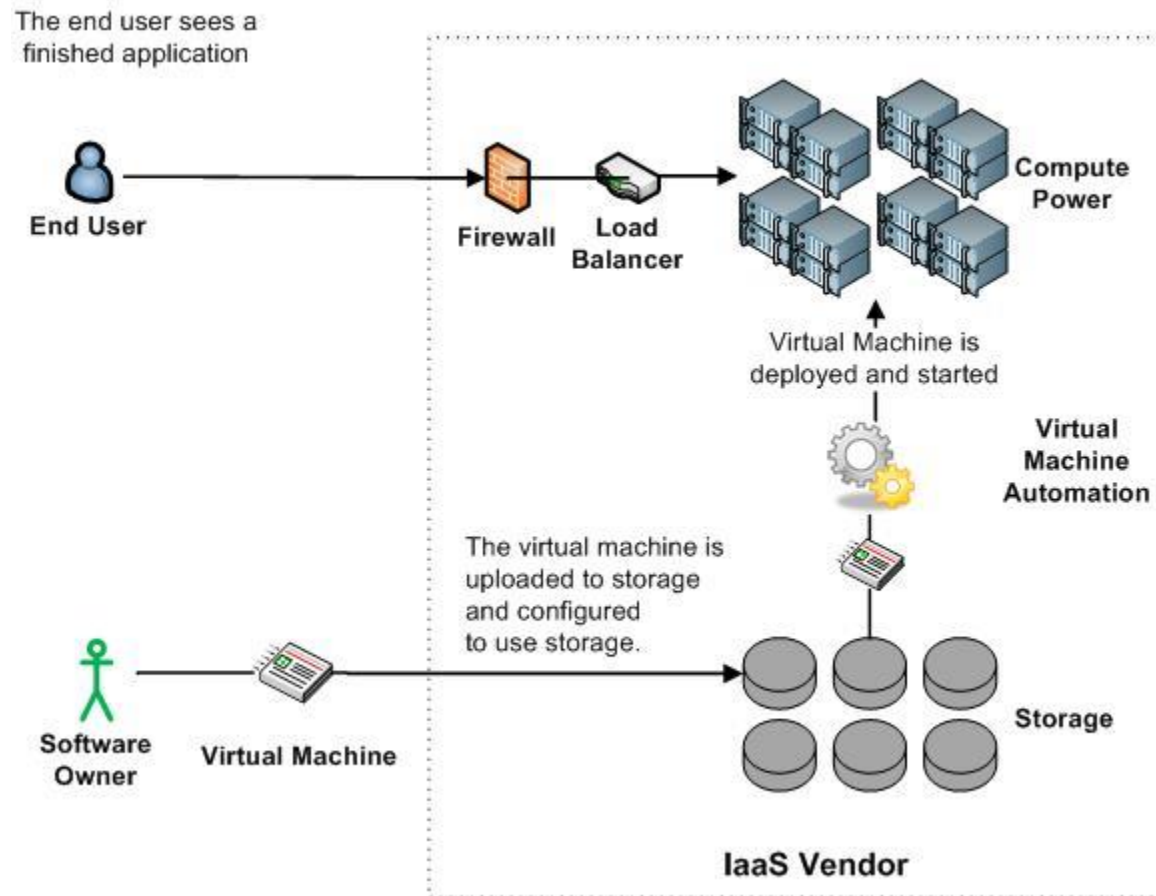 The end user sees a
finished application
End User
Firewall
Load
Balancer
Compute
Power
Virtual Machine is
deployed and started
Virtual
Machine
Automation
The virtual machine is
uploaded to storage
and configured
to use storage.
Software
Owner
Virtual Machine
Storage
IaaS Vendor